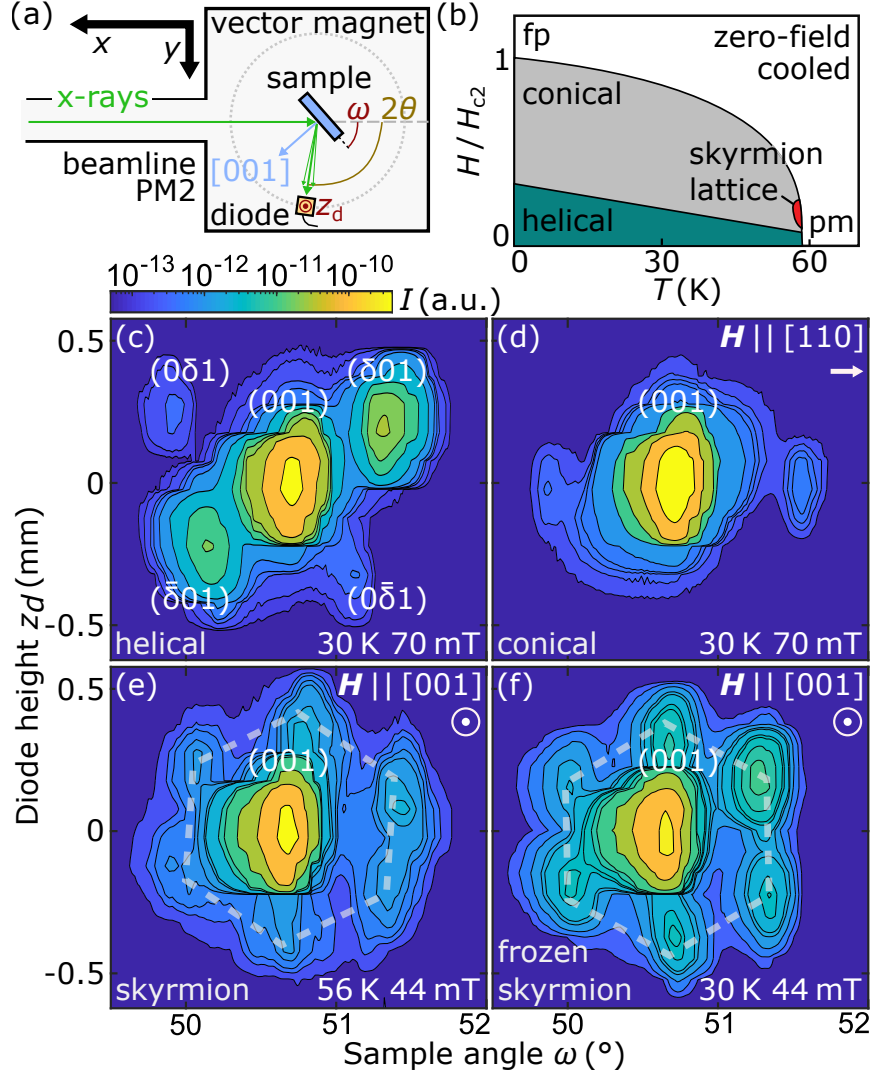 (a)
vector magnet
x
y
sample
x-rays
ω
2θ
[001]
beamline
PM2
diode
z_d
(b)
fp
zero-field
cooled
1
conical
H / H_c2
skyrmion
lattice
helical
pm
0
0
30
60
T (K)
10^-13
10^-12
10^-11
10^-10
I (a.u.)
(c)
(0δ1)
(δ01)
(001)
(δ̄01)
(0δ̄1)
helical
30 K 70 mT
(d)
H || [110]
(001)
conical
30 K 70 mT
(e)
H || [001]
(001)
skyrmion
56 K 44 mT
(f)
H || [001]
(001)
frozen
skyrmion
30 K 44 mT
0.5
0
-0.5
0.5
0
-0.5
Diode height z_d (mm)
50
51
52
50
51
52
Sample angle ω (°)